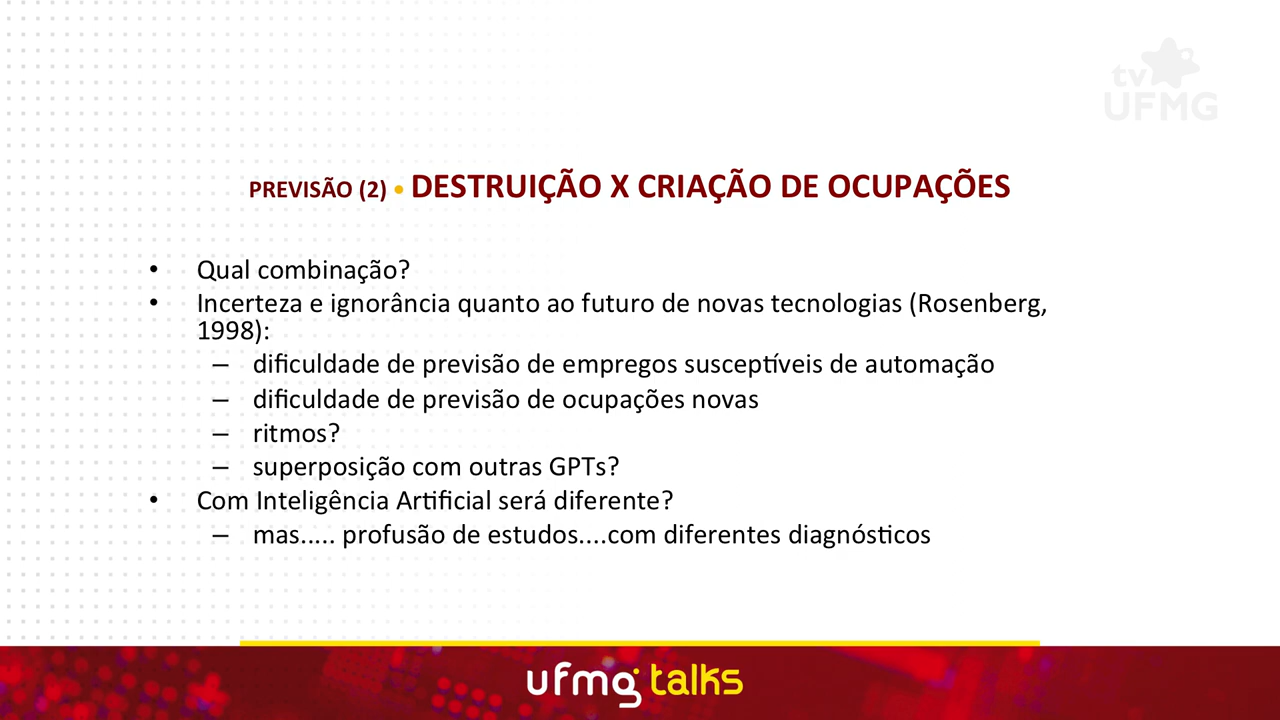 tv
UFMG
PREVISÃO (2) • DESTRUIÇÃO X CRIAÇÃO DE OCUPAÇÕES
• Qual combinação?
• Incerteza e ignorância quanto ao futuro de novas tecnologias (Rosenberg,
1998):
– dificuldade de previsão de empregos susceptíveis de automação
– dificuldade de previsão de ocupações novas
– ritmos?
– superposição com outras GPTs?
• Com Inteligência Artificial será diferente?
– mas..... profusão de estudos....com diferentes diagnósticos
ufmg talks